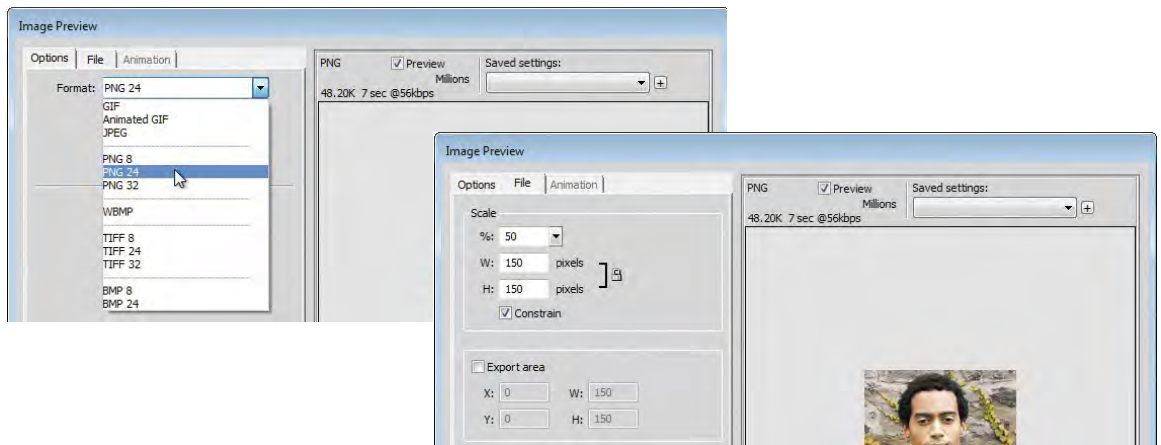 Image Preview
Options File Animation
Format: PNG 24
GIF
Animated GIF
JPEG
PNG 8
PNG 24
PNG 32
WBMP
TIFF 8
TIFF 24
TIFF 32
BMP 8
BMP 24
PNG Preview Saved settings:
Millions
48.20K 7 sec @56kbps
Image Preview
Options File Animation
Scale
%: 50
W: 150 pixels
H: 150 pixels
Constrain
Export area
X: 0 W: 150
Y: 0 H: 150
PNG Preview Saved settings:
Millions
48.20K 7 sec @56kbps